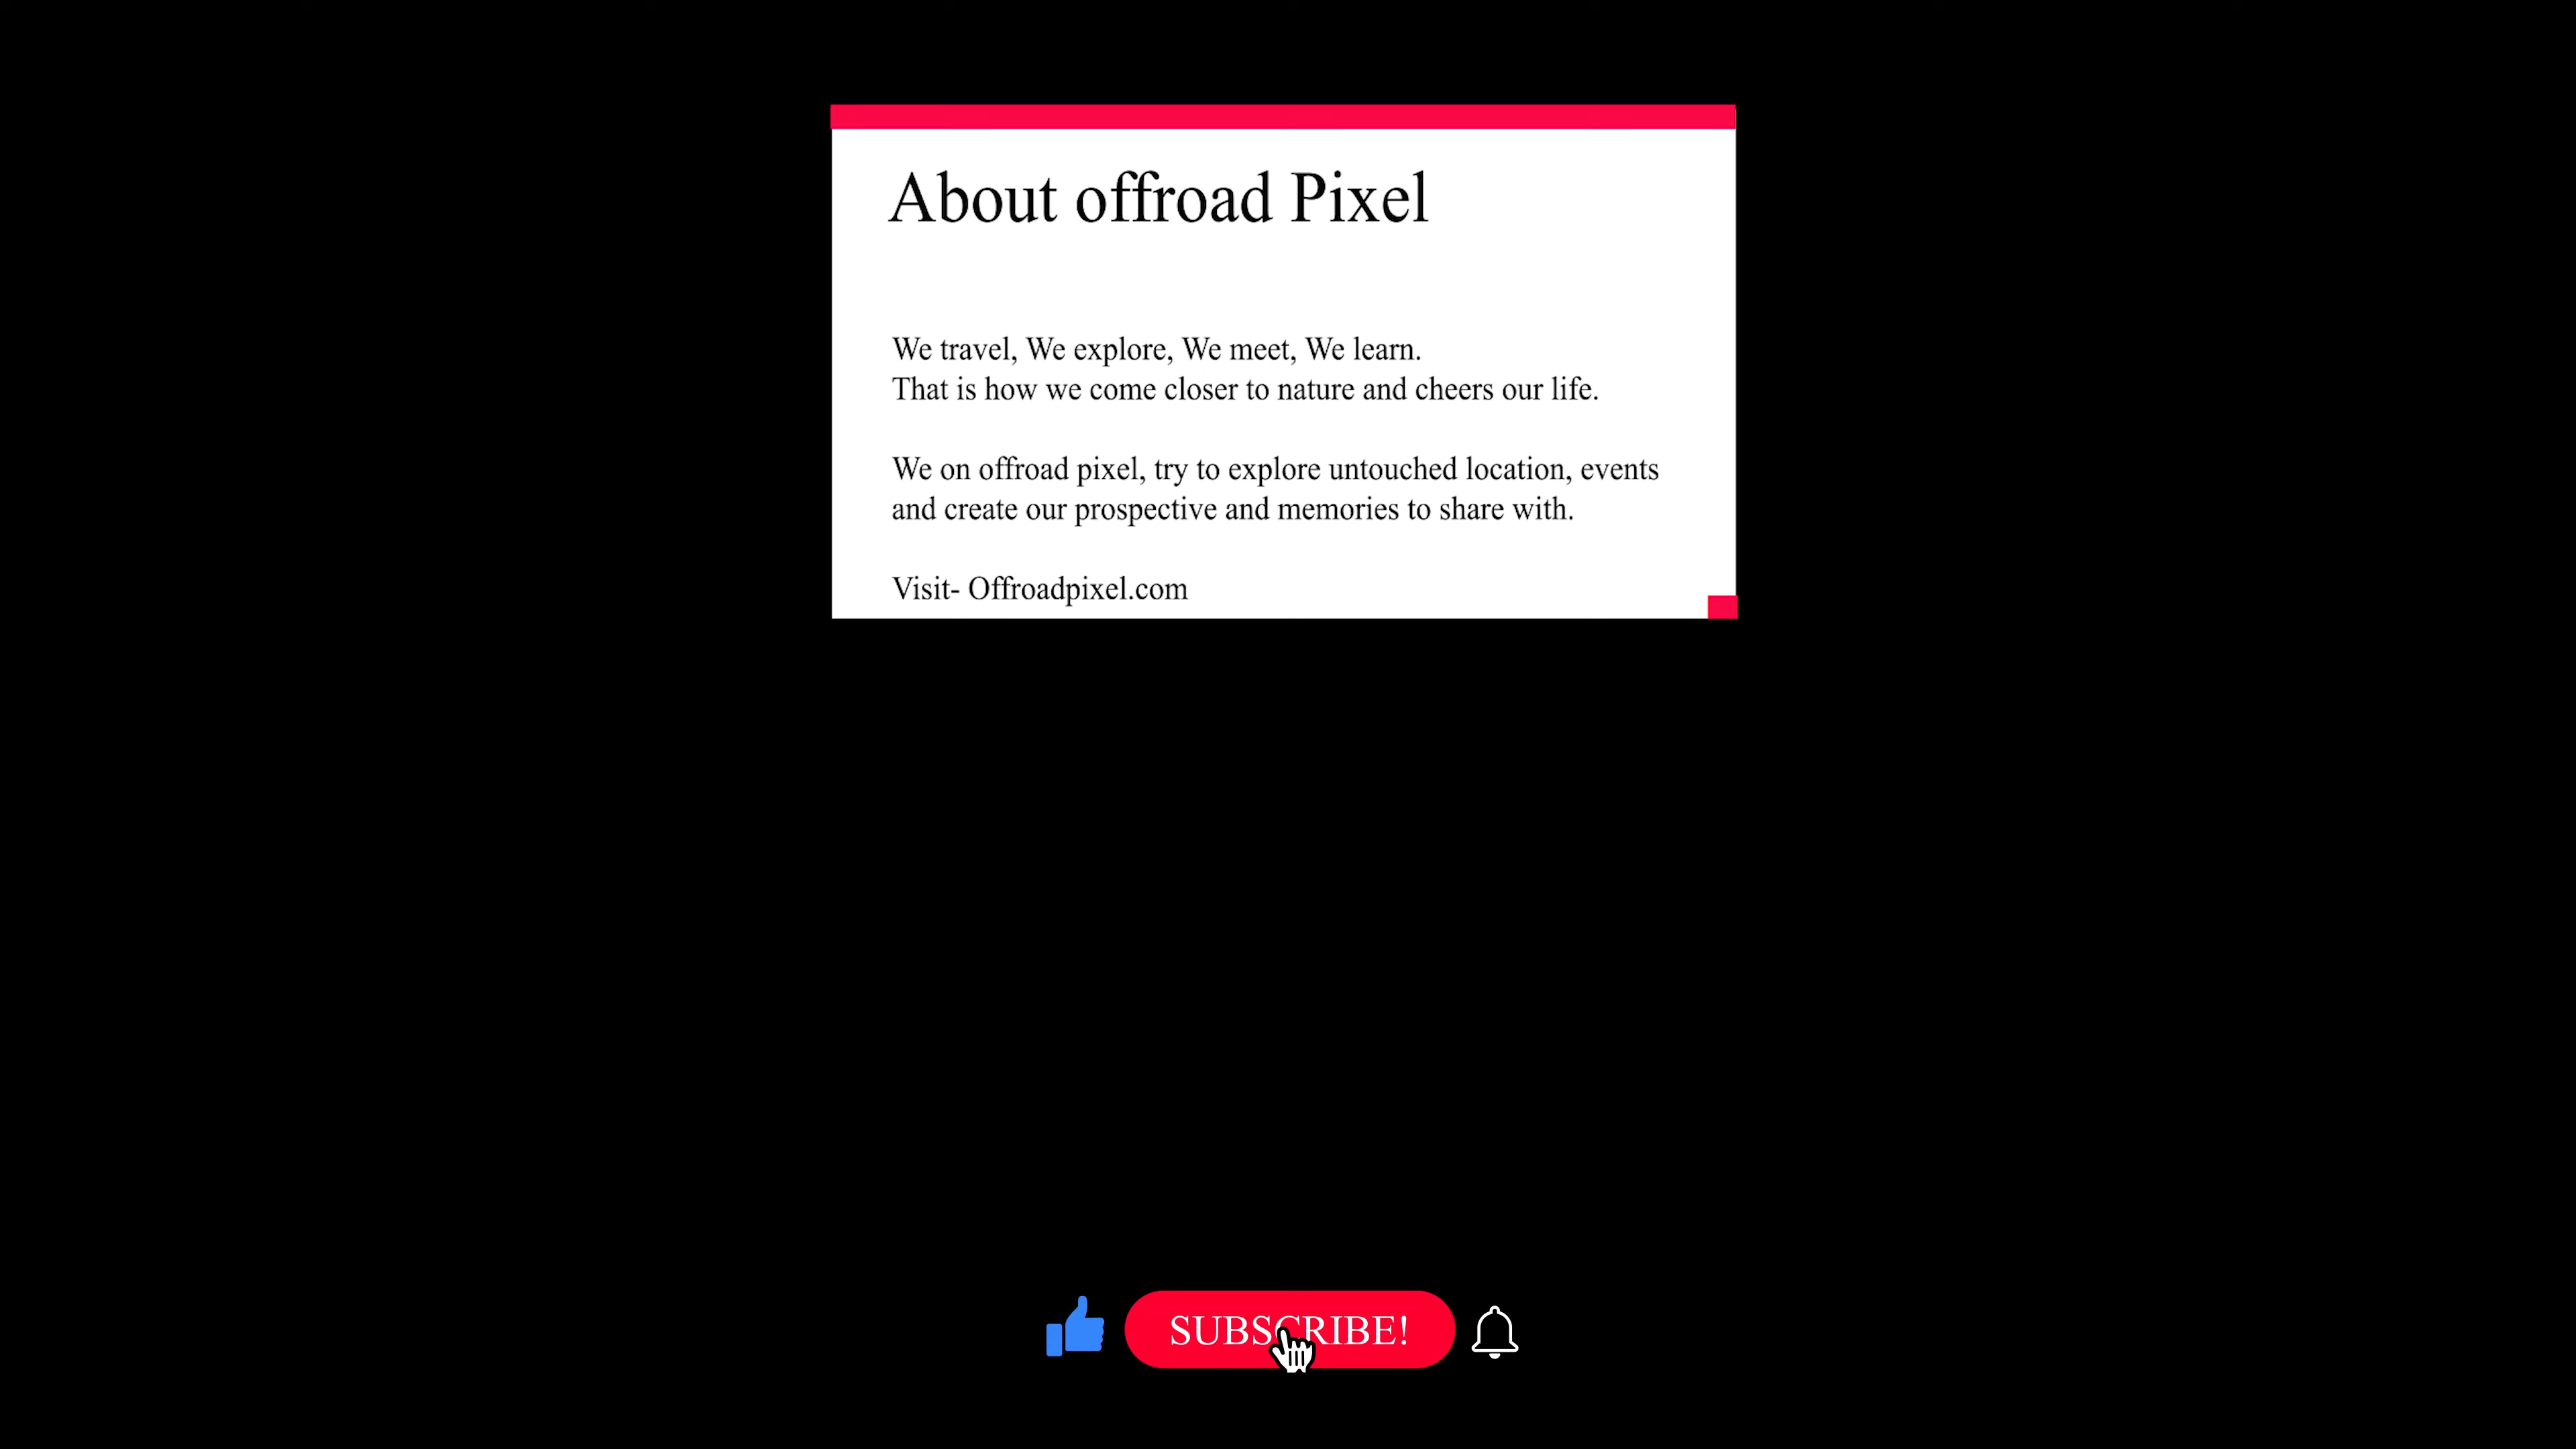 About offroad Pixel
We travel, We explore, We meet, We learn.
That is how we come closer to nature and cheers our life.
We on offroad pixel, try to explore untouched location, events
and create our prospective and memories to share with.
Visit- Offroadpixel.com
SUBSCRIBE!